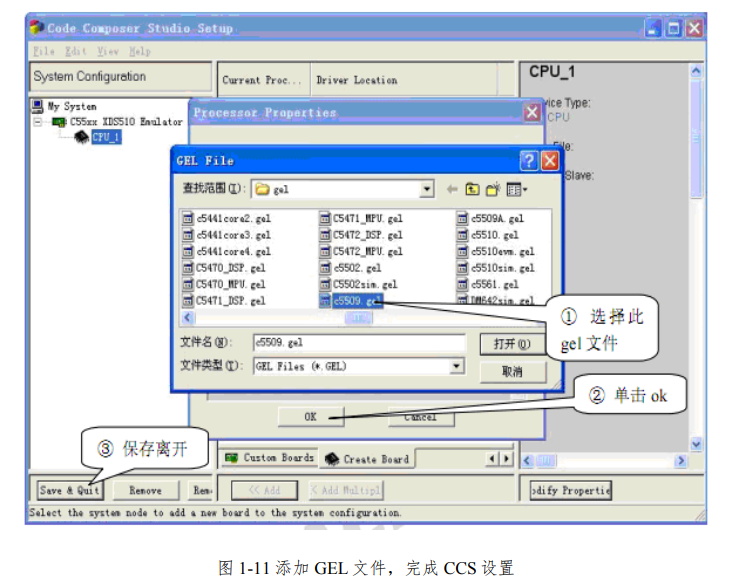 Code Composer Studio Setup
File Edit View Help
System Configuration
Current Proc... Driver Location
CPU_1
My System
C55xx XDS510 Emulator
CPU_1
Processor Properties
vice Type:
CPU
File:
Slave:
GEL File
查找范围(I): gel
c5441core2.gel C5471_MPU.gel c5509A.gel
c5441core3.gel C5472_DSP.gel c5510.gel
c5441core4.gel C5472_MPU.gel c5510evm.gel
C5470_DSP.gel c5502.gel c5510sim.gel
C5470_MPU.gel C5502sim.gel c5561.gel
C5471_DSP.gel c5509.gel DM642sim.gel
① 选择此
gel 文件
文件名(N): c5509.gel 打开(O)
文件类型(T): GEL Files (*.GEL) 取消
② 单击 ok
OK Cancel
③ 保存离开
Custom Boards Create Board
Save & Quit Remove Rem << Add Add Multipl odify Propertie
Select the system node to add a new board to the system configuration.
图 1-11 添加 GEL 文件，完成 CCS 设置